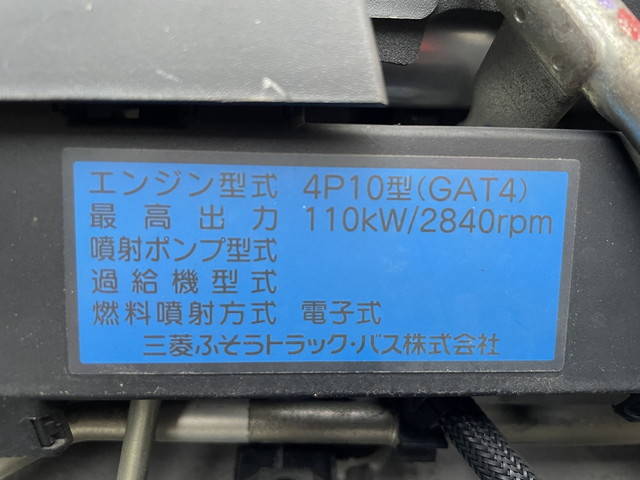 エンジン型式 4P10型(GAT4)
最高出力 110kW/2840rpm
噴射ポンプ型式
過給機型式
燃料噴射方式 電子式
三菱ふそうトラック・バス株式会社